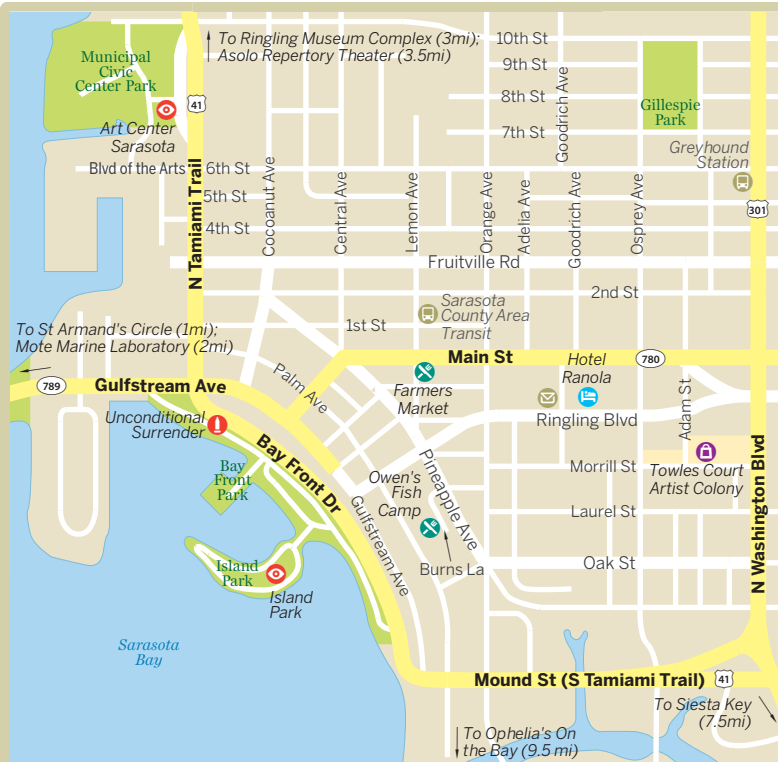 To Ringling Museum Complex (3mi);
Asolo Repertory Theater (3.5mi)
10th St
9th St
8th St
7th St
Municipal
Civic
Center Park
41
Art Center
Sarasota
Goodrich Ave
Gillespie
Park
Greyhound
Station
Blvd of the Arts
6th St
5th St
4th St
N Tamiami Trail
Cocoanut Ave
Central Ave
Lemon Ave
Orange Ave
Adelia Ave
Goodrich Ave
Osprey Ave
301
Fruitville Rd
2nd St
Sarasota
County Area
Transit
1st St
To St Armand's Circle (1mi);
Mote Marine Laboratory (2mi)
Main St
780
Hotel
Ranola
789
Gulfstream Ave
Palm Ave
Farmers
Market
Adam St
Unconditional
Surrender
Ringling Blvd
Bay Front Dr
Bay
Front
Park
Owen's
Fish
Camp
Pineapple Ave
Morrill St
Towles Court
Artist Colony
N Washington Blvd
Gulfstream Ave
Laurel St
Burns La
Oak St
Island
Park
Island
Park
Sarasota
Bay
Mound St (S Tamiami Trail)
41
To Siesta Key
(7.5mi)
To Ophelia's On
the Bay (9.5 mi)